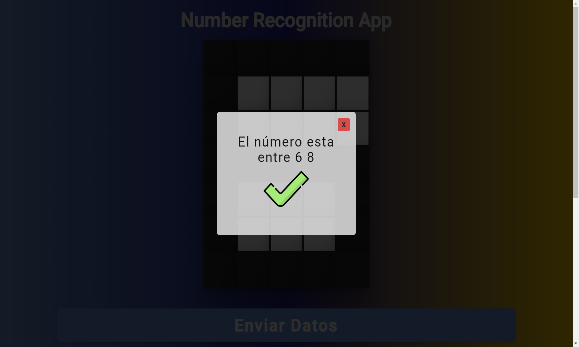 Number Recognition App
x
El número esta
entre 6 8
Enviar Datos